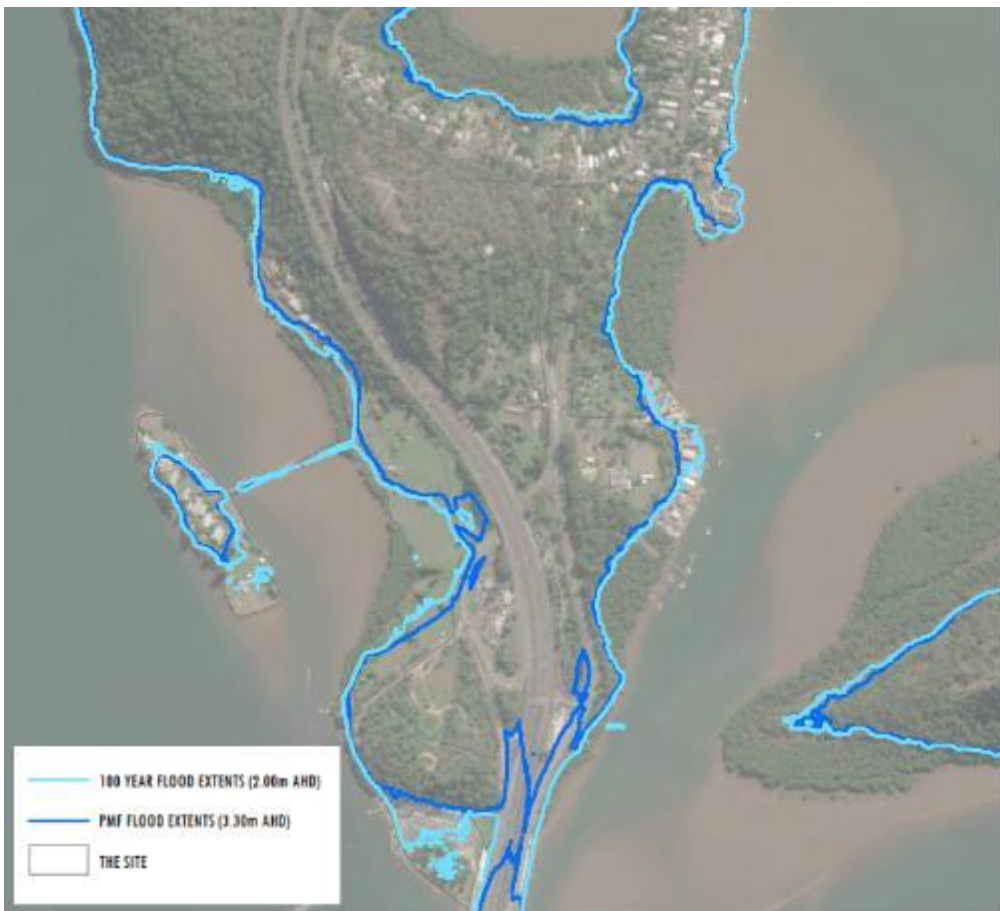 100 YEAR FLOOD EXTENTS (2.00m AHD)
PMF FLOOD EXTENTS (3.30m AHD)
THE SITE